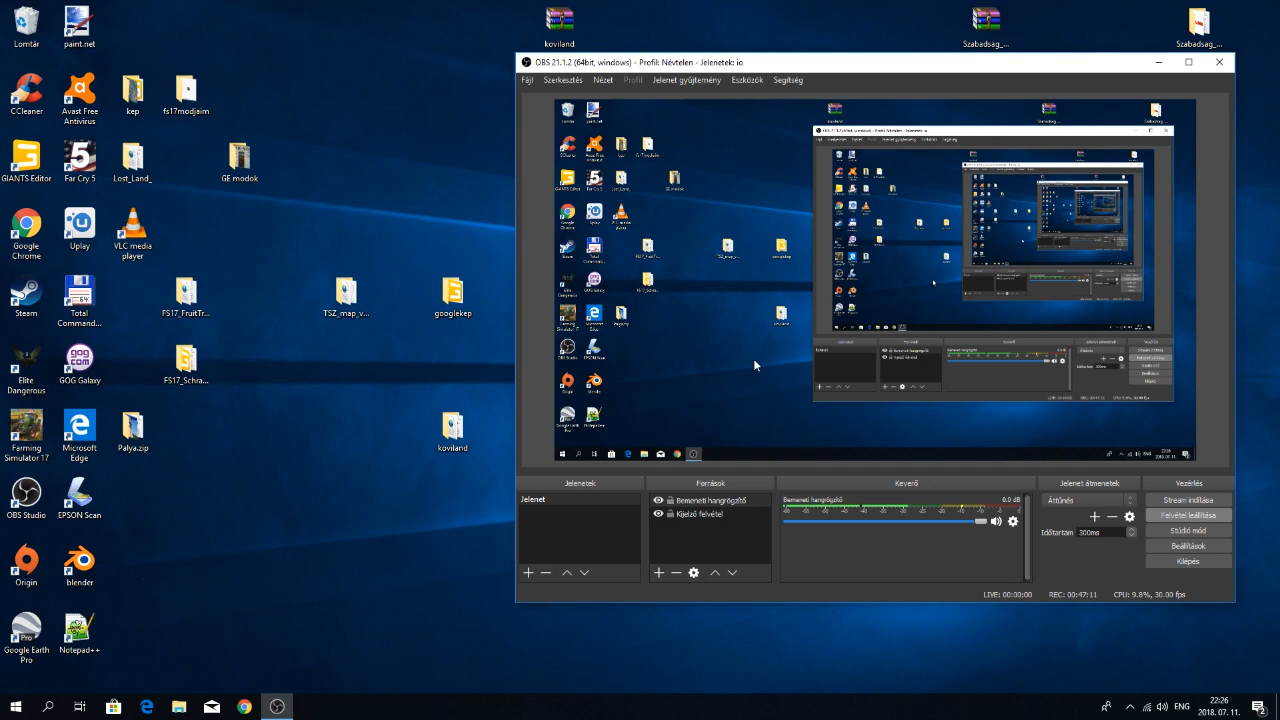 Lomtár
paint.net
koviland
Szabadsag_...
Szabadsag_...
CCleaner
Avast Free Antivirus
kep
fs17modjaim
GIANTS Editor
Far Cry 5
Lost_Land_
GE modok
Google Chrome
Uplay
VLC media player
Steam
Total Command...
FS17_FruitTr...
TSZ_map_v...
googlekep
Elite Dangerous
GOG Galaxy
FS17_Schra...
Farming Simulator 17
Microsoft Edge
Palya.zip
koviland
OBS Studio
EPSON Scan
Origin
blender
Google Earth Pro
Notepad++
OBS 21.1.2 (64bit, windows) - Profil: Névtelen - Jelenetek: io
Fájl Szerkesztés Nézet Profil Jelenet gyűjtemény Eszközök Segítség
Jelenetek Források Keverő Jelenet átmenetek Vezérlés
Jelenet
Bemeneti hangrögzítő
Kijelző felvétel
Bemeneti hangrögzítő 0.0 dB
Áttűnés
Időtartam 300ms
Stream indítása
Felvétel leállítása
Stúdió mód
Beállítások
Kilépés
LIVE: 00:00:00 REC: 00:47:11 CPU: 9.8%, 30.00 fps
ENG
22:26
2018. 07. 11.